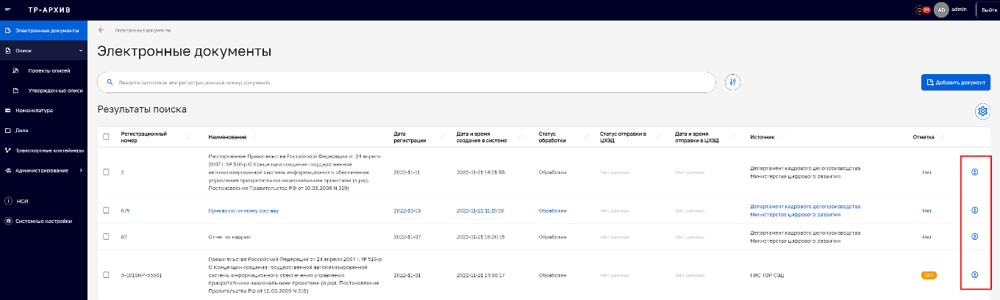 ТР-АРХИВ
24
AD
admin
Выйти
Электронные документы
Описи
Проекты описей
Утвержденные описи
Номенклатура
Дела
Транспортные контейнеры
Администрирование
НСИ
Системные настройки
Электронные документы
Электронные документы
Введите заголовок или регистрационный номер документа
Добавить документ
Результаты поиска
Регистрационный номер
Наименование
Дата регистрации
Дата и время создания в системе
Статус обработки
Статус отправки в ЦХЭД
Дата и время отправки в ЦХЭД
Источник
Отметка
2
Распоряжение Правительства Российской Федерации от 24 апреля
2007 г. № 516-р О Концепции создания государственной
автоматизированной системы информационного обеспечения
управления приоритетными национальными проектами (в ред.
Постановления Правительства РФ от 10.03.2009 N 219)
2022-11-11
2022-11-21 14:21:55
Обработан
Нет данных
Нет данных
Департамент кадрового делопроизводства
Министерства цифрового развития
Нет
675
Приказ по личному составу
2022-10-19
2022-11-22 11:15:16
Обработан
Нет данных
Нет данных
Департамент кадрового делопроизводства
Министерства цифрового развития
Нет
87
Отчет по кадрам
2022-11-07
2022-11-21 16:20:15
Обработан
Нет данных
Нет данных
Департамент кадрового делопроизводства
Министерства цифрового развития
Нет
А-1010НР-55561
Правительства Российской Федерации от 24 апреля 2007 г. № 516-р
О Концепции создания государственной автоматизированной
системы информационного обеспечения управления
приоритетными национальными проектами (в ред. Постановления
Правительства РФ от 10.03.2009 N 219)
2022-11-01
2022-11-21 14:38:17
Обработан
Нет данных
Нет данных
ГИС ТОР СЭД
ДСП